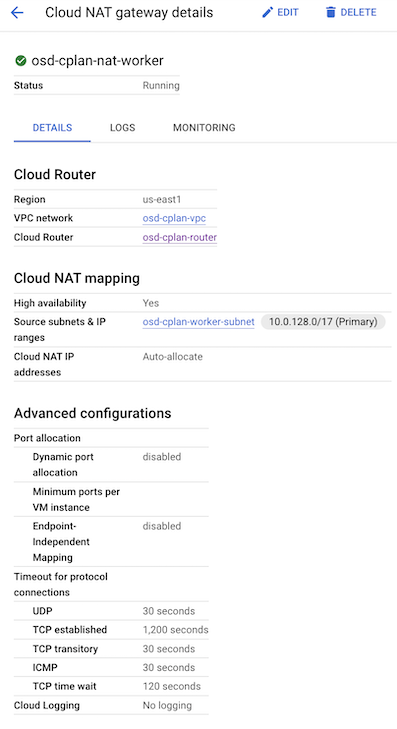 Cloud NAT gateway details EDIT DELETE
osd-cplan-nat-worker
Status Running
DETAILS LOGS MONITORING
Cloud Router
Region us-east1
VPC network osd-cplan-vpc
Cloud Router osd-cplan-router
Cloud NAT mapping
High availability Yes
Source subnets & IP osd-cplan-worker-subnet 10.0.128.0/17 (Primary)
ranges
Cloud NAT IP Auto-allocate
addresses
Advanced configurations
Port allocation
Dynamic port disabled
allocation
Minimum ports per
VM instance
Endpoint- disabled
Independent
Mapping
Timeout for protocol
connections
UDP 30 seconds
TCP established 1,200 seconds
TCP transitory 30 seconds
ICMP 30 seconds
TCP time wait 120 seconds
Cloud Logging No logging